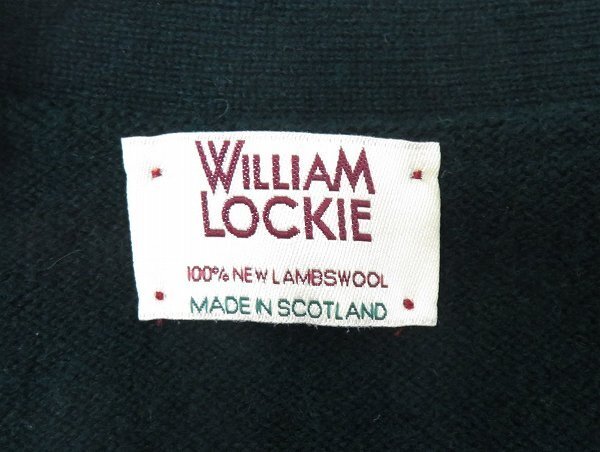 WILLIAM
LOCKIE
100% NEW LAMBSWOOL
MADE IN SCOTLAND